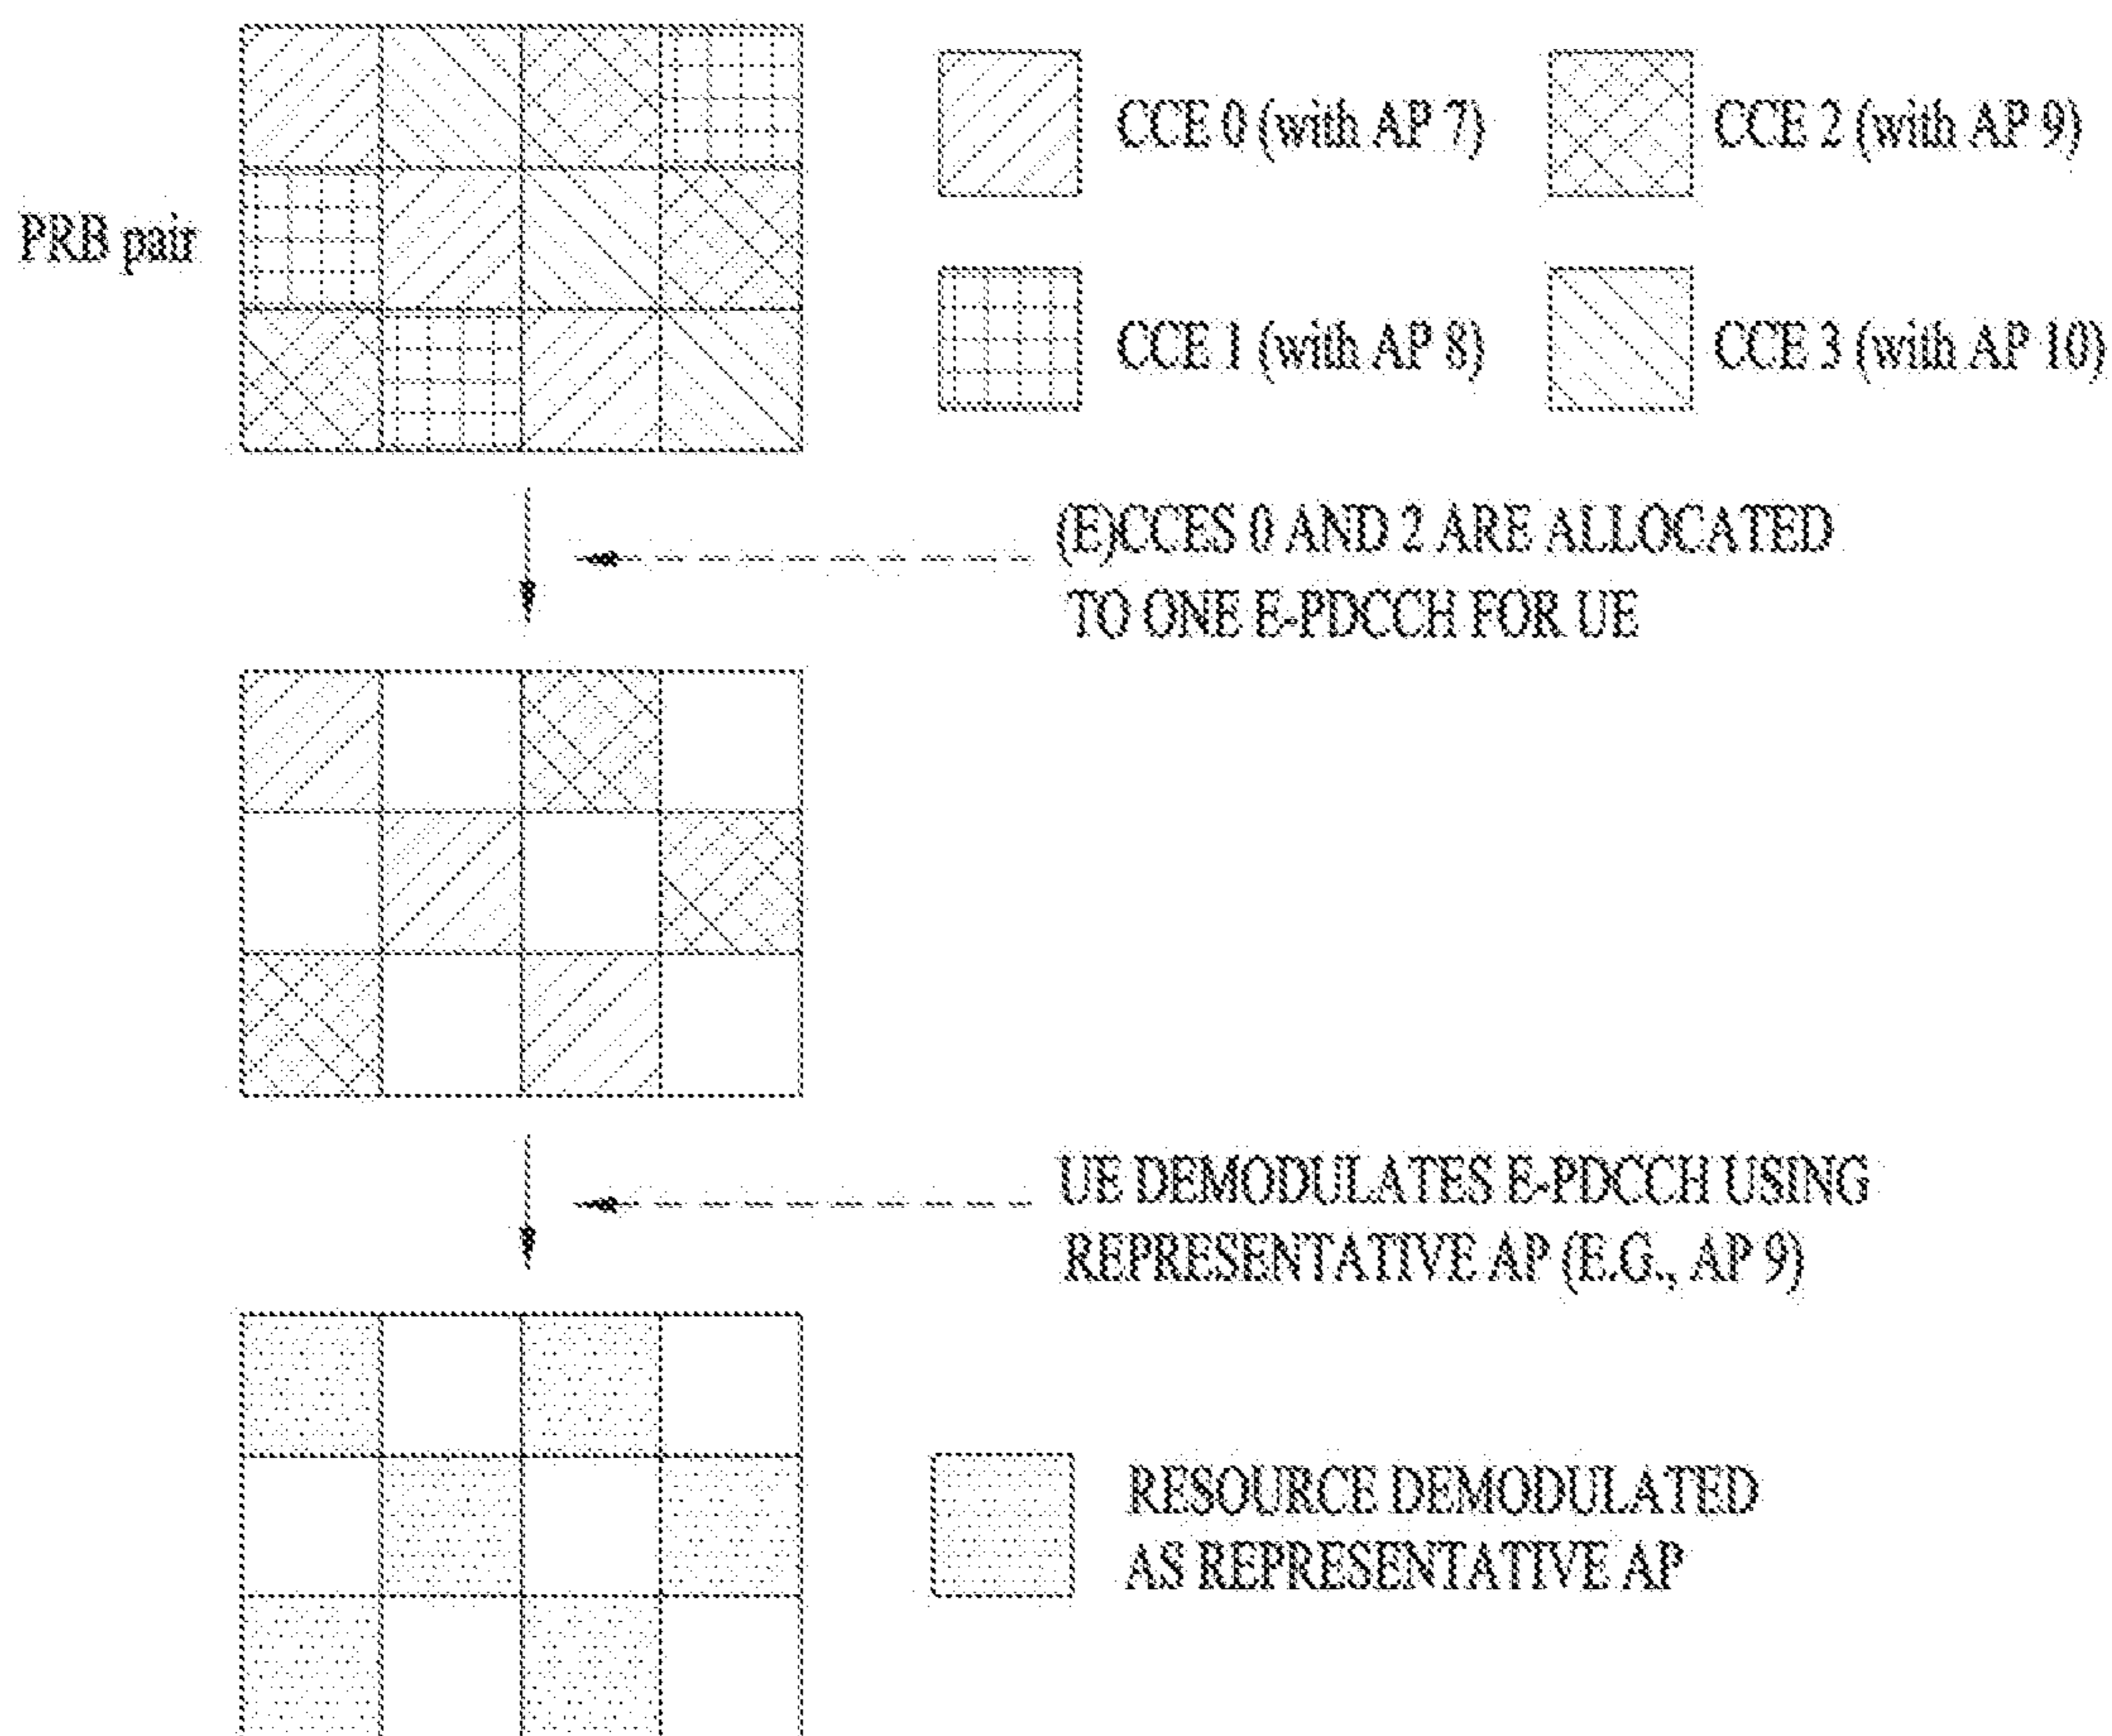 CCE 0 (with AP 7)
CCE 2 (with AP 9)
PRB pair
CCE 1 (with AP 8)
CCE 3 (with AP 10)
(E)CCES 0 AND 2 ARE ALLOCATED
TO ONE E-PDCCH FOR UE
UE DEMODULATES E-PDCCH USING
REPRESENTATIVE AP (E.G., AP 9)
RESOURCE DEMODULATED
AS REPRESENTATIVE AP